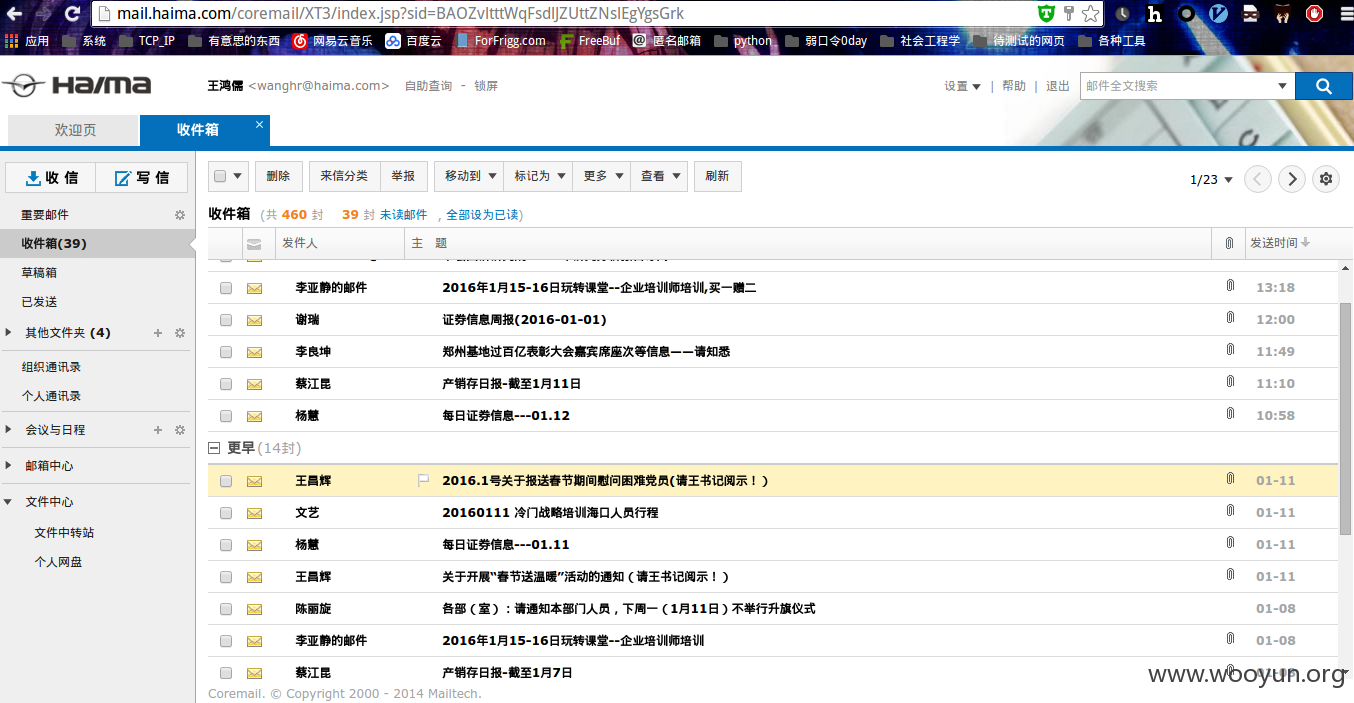 mail.haima.com/coremail/XT3/index.jsp?sid=BAOZvItttWqFsdlJZUttZNsIEgYgsGrk
应用 系统 TCP_IP 有意思的东西 网易云音乐 百度云 ForFrigg.com FreeBuf 匿名邮箱 python 弱口令0day 社会工程学 待测试的网页 各种工具
HAIMA 王鸿儒 <wanghr@haima.com> 自助查询 - 锁屏 设置 | 帮助 | 退出 邮件全文搜索
欢迎页 收件箱 ×
收 信 写 信 删除 来信分类 举报 移动到 标记为 更多 查看 刷新 1/23
重要邮件
收件箱(39)
草稿箱
已发送
其他文件夹 (4)
组织通讯录
个人通讯录
会议与日程
邮箱中心
文件中心
文件中转站
个人网盘
收件箱 (共 460 封 39 封 未读邮件 , 全部设为已读)
发件人 主 题 发送时间
李亚静的邮件 2016年1月15-16日玩转课堂--企业培训师培训,买一赠二 13:18
谢瑞 证券信息周报(2016-01-01) 12:00
李良坤 郑州基地过百亿表彰大会嘉宾席座次等信息——请知悉 11:49
蔡江昆 产销存日报-截至1月11日 11:10
杨慧 每日证券信息---01.12 10:58
更早(14封)
王昌辉 2016.1号关于报送春节期间慰问困难党员(请王书记阅示！) 01-11
文艺 20160111 冷门战略培训海口人员行程 01-11
杨慧 每日证券信息---01.11 01-11
王昌辉 关于开展“春节送温暖”活动的通知（请王书记阅示！） 01-11
陈丽旋 各部（室）：请通知本部门人员，下周一（1月11日）不举行升旗仪式 01-08
李亚静的邮件 2016年1月15-16日玩转课堂--企业培训师培训 01-08
蔡江昆 产销存日报-截至1月7日 01-08
Coremail. © Copyright 2000 - 2014 Mailtech.
www.wooyun.org